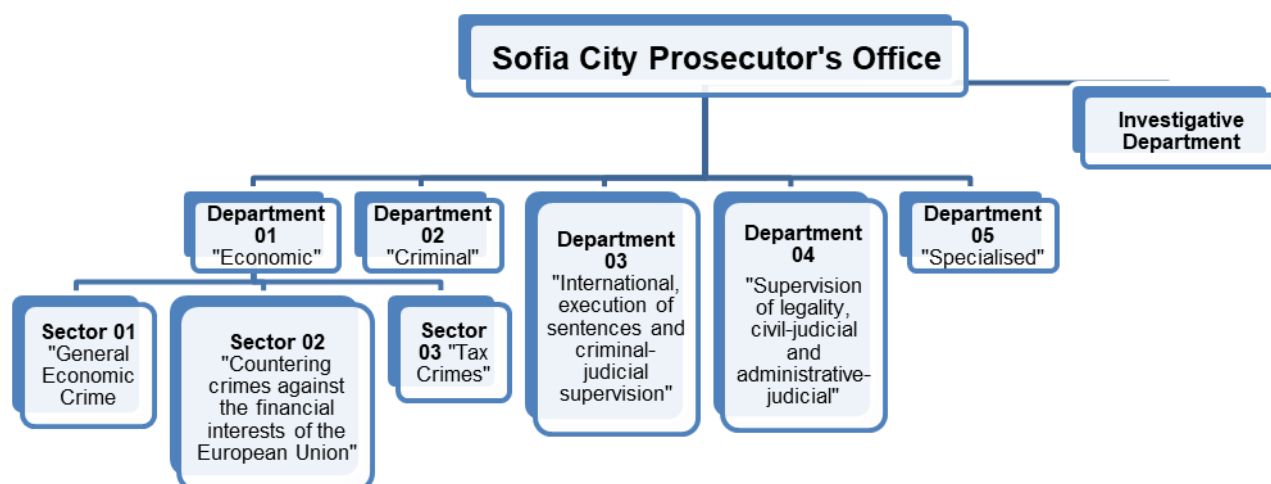 Sofia City Prosecutor's Office
Investigative
Department
Department
01
"Economic"
Department
02
"Criminal"
Department
03
"International,
execution of
sentences and
criminal-
judicial
supervision"
Department
04
"Supervision
of legality,
civil-judicial
and
administrative-
judicial"
Department
05
"Specialised"
Sector 01
"General
Economic
Crime
Sector 02
"Countering
crimes against
the financial
interests of the
European Union"
Sector
03 "Tax
Crimes"